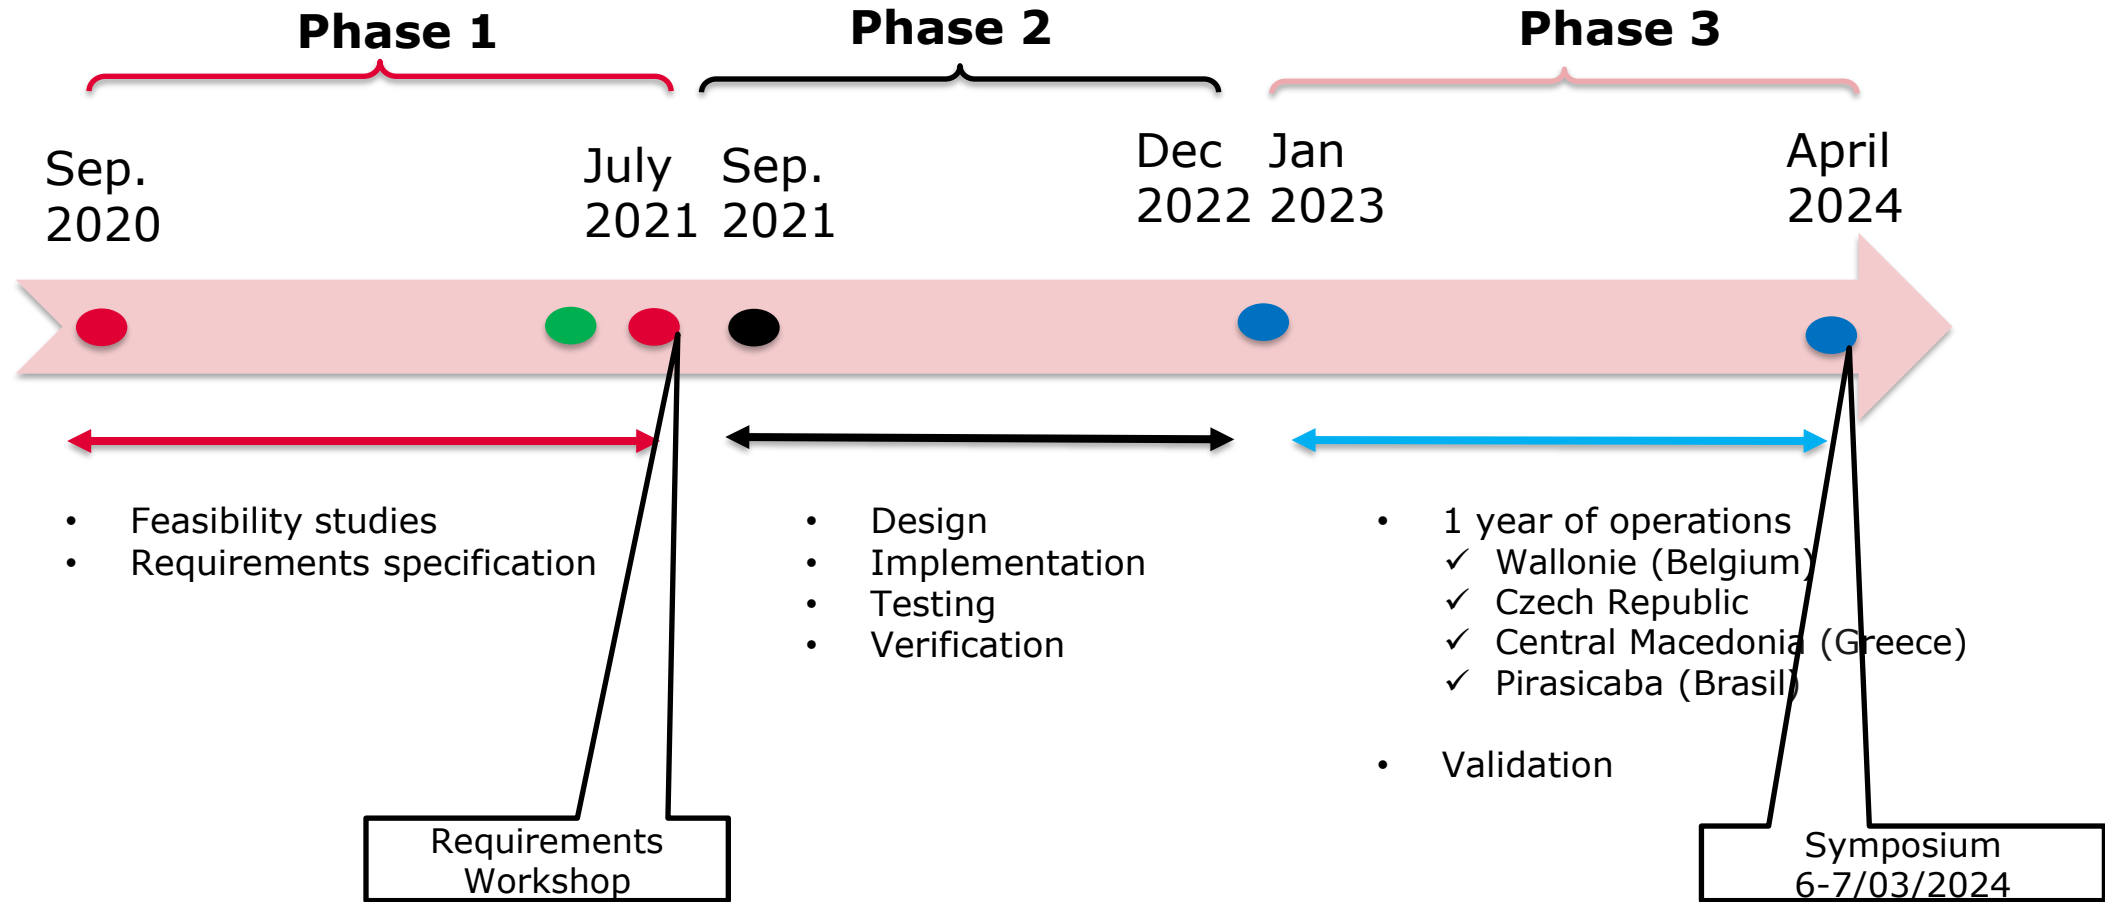 Phase 1
Phase 2
Phase 3
Sep.
2020
July
2021
Sep.
2021
Dec
2022
Jan
2023
April
2024
• Feasibility studies
• Requirements specification
• Design
• Implementation
• Testing
• Verification
• 1 year of operations
✓ Wallonie (Belgium)
✓ Czech Republic
✓ Central Macedonia (Greece)
✓ Pirasicaba (Brasil)
• Validation
Requirements
Workshop
Symposium
6-7/03/2024